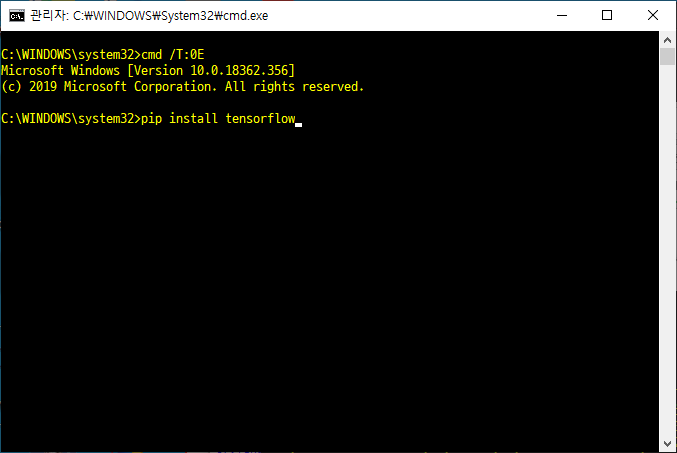 관리자: C:₩WINDOWS₩System32₩cmd.exe
C:\WINDOWS\system32>cmd /T:0E
Microsoft Windows [Version 10.0.18362.356]
(c) 2019 Microsoft Corporation. All rights reserved.
C:\WINDOWS\system32>pip install tensorflow